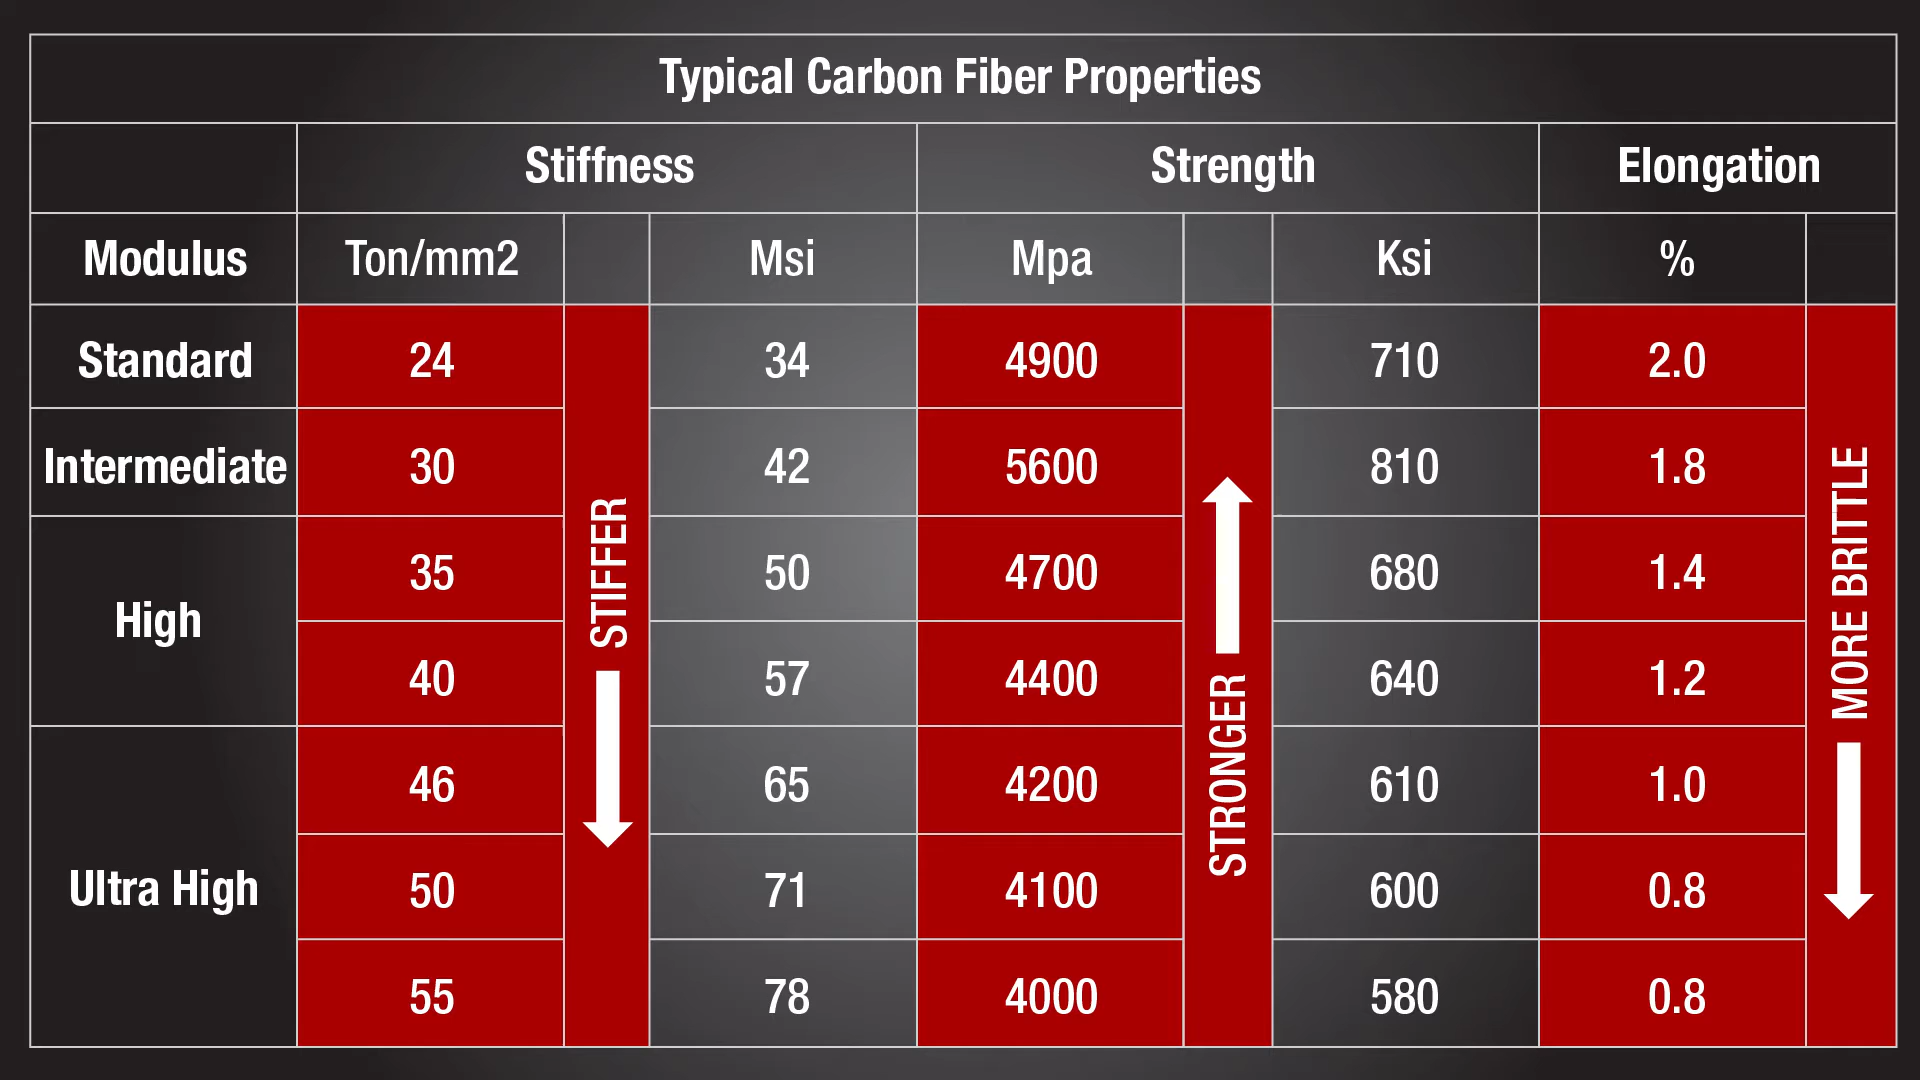 Typical Carbon Fiber Properties
Stiffness Strength Elongation
Modulus Ton/mm2 Msi Mpa Ksi %
Standard 24 34 4900 710 2.0
Intermediate 30 42 5600 810 1.8
High
35 50 4700 680 1.4
40 57 4400 640 1.2
Ultra High
46 65 4200 610 1.0
50 71 4100 600 0.8
55 78 4000 580 0.8
STIFFER
STRONGER
MORE BRITTLE